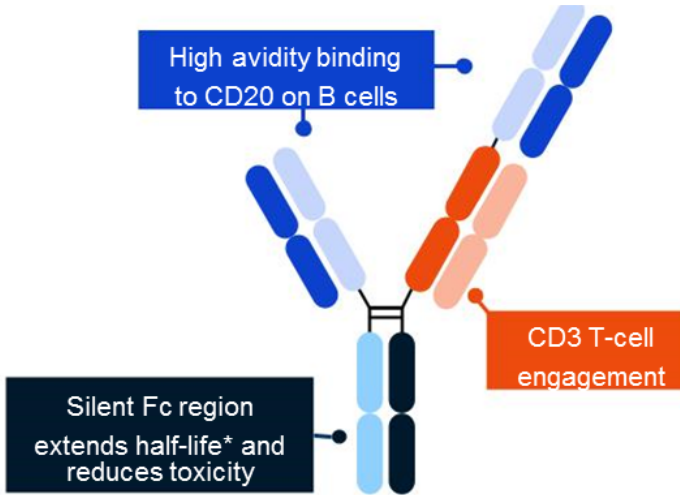 High avidity binding
to CD20 on B cells
CD3 T-cell
engagement
Silent Fc region
extends half-life* and
reduces toxicity